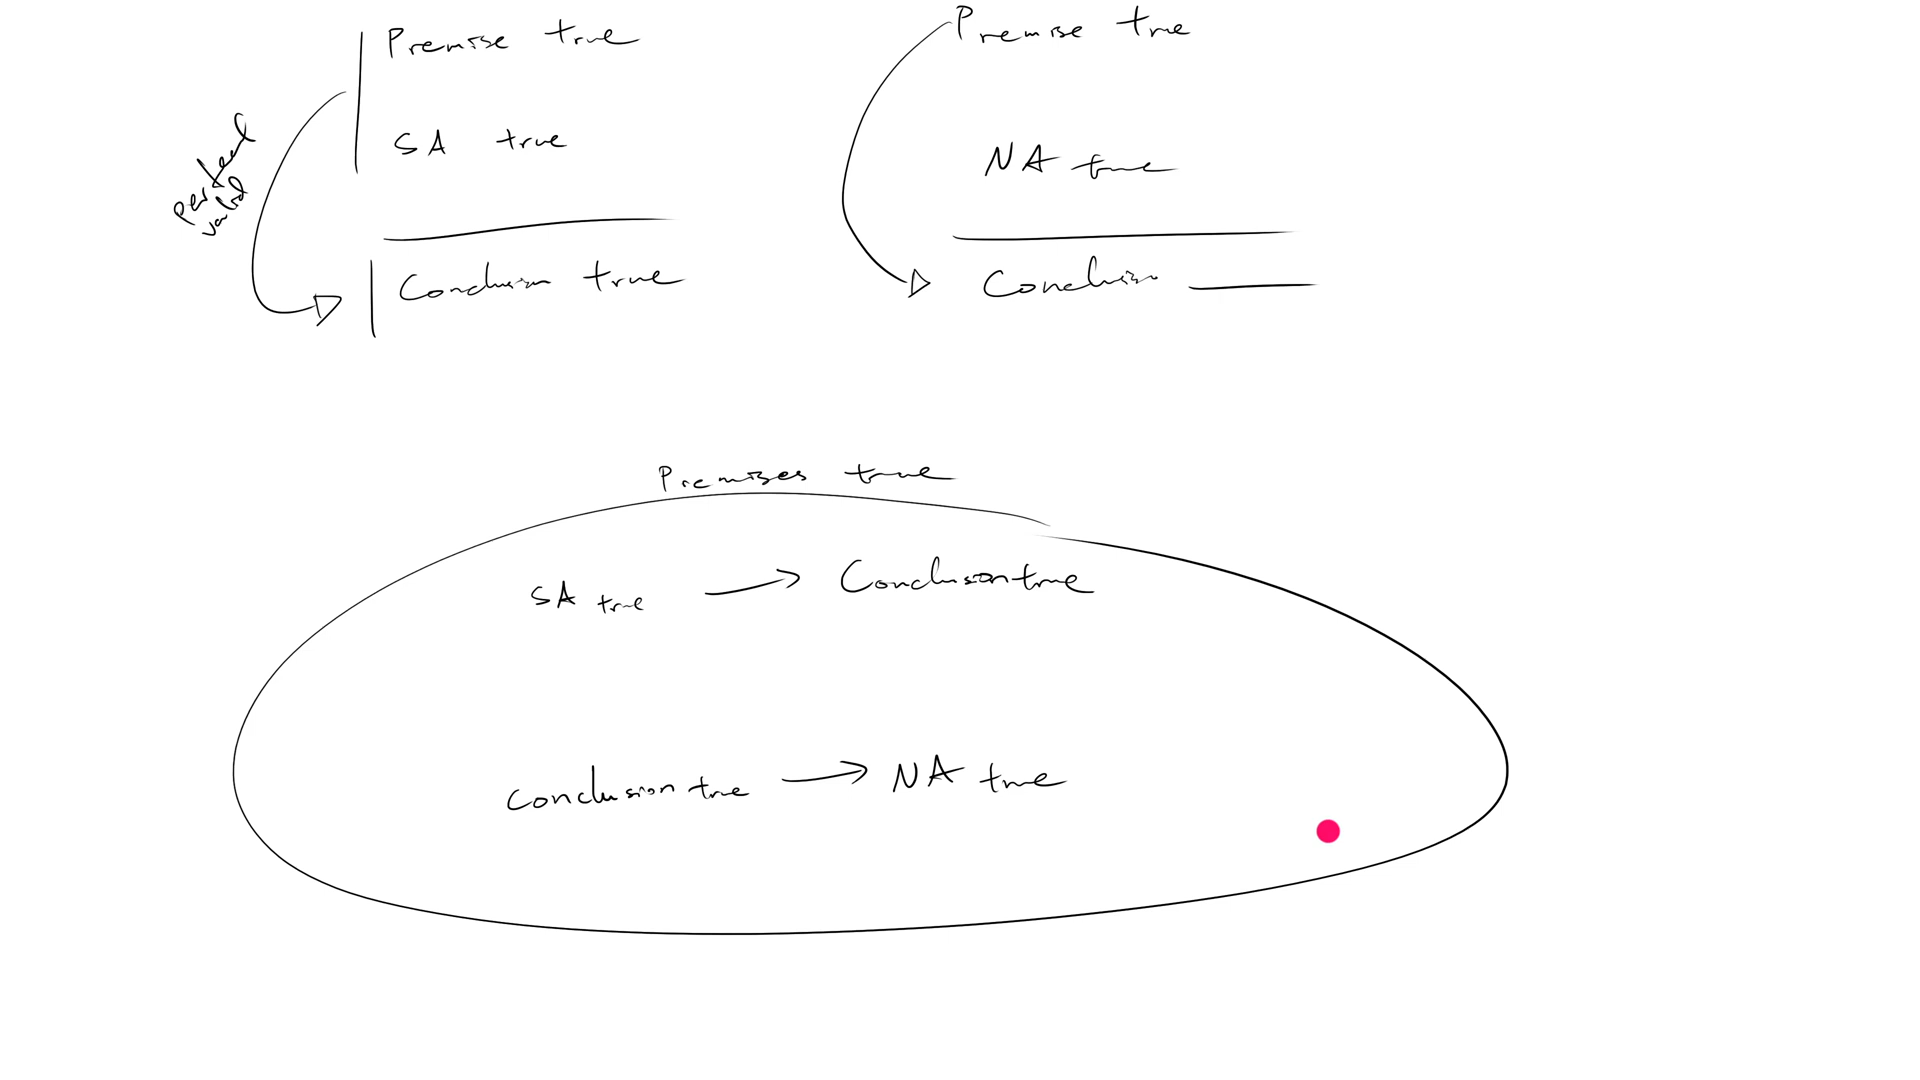 Premise true
SA true
perfect
valid
Conclusion true
Premise true
NA true
Conclusion
Premises true
SA true → Conclusion true
Conclusion true → NA true